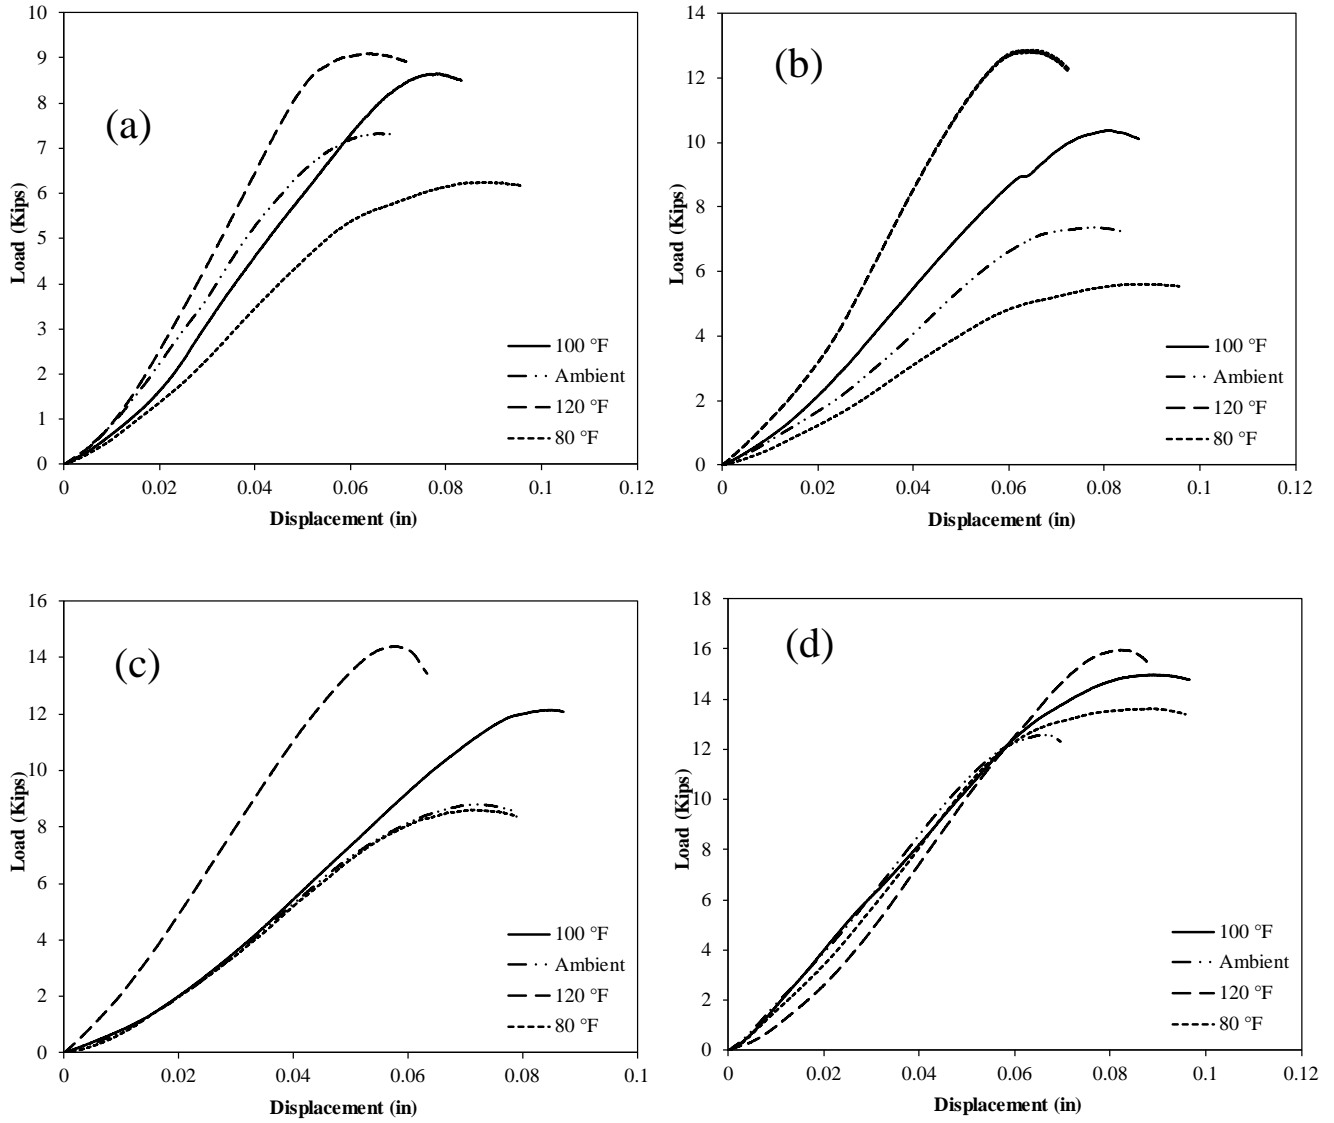 10
9
8
7
6
5
4
3
2
1
0
Load (Kips)
(a)
100 °F
Ambient
120 °F
80 °F
0 0.02 0.04 0.06 0.08 0.1 0.12
Displacement (in)
14
12
10
8
6
4
2
0
Load (Kips)
(b)
100 °F
Ambient
120 °F
80 °F
0 0.02 0.04 0.06 0.08 0.1 0.12
Displacement (in)
16
14
12
10
8
6
4
2
0
Load (Kips)
(c)
100 °F
Ambient
120 °F
80 °F
0 0.02 0.04 0.06 0.08 0.1
Displacement (in)
18
16
14
12
10
8
6
4
2
0
Load (Kips)
(d)
100 °F
Ambient
120 °F
80 °F
0 0.02 0.04 0.06 0.08 0.1 0.12
Displacement (in)